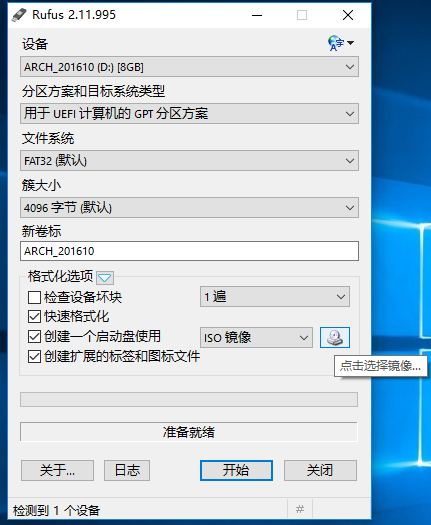 Rufus 2.11.995
设备
ARCH_201610 (D:) [8GB]
分区方案和目标系统类型
用于 UEFI 计算机的 GPT 分区方案
文件系统
FAT32 (默认)
簇大小
4096 字节 (默认)
新卷标
ARCH_201610
格式化选项
检查设备坏块
1 遍
快速格式化
创建一个启动盘使用
ISO 镜像
点击选择镜像...
创建扩展的标签和图标文件
准备就绪
关于...
日志
开始
关闭
检测到 1 个设备
#